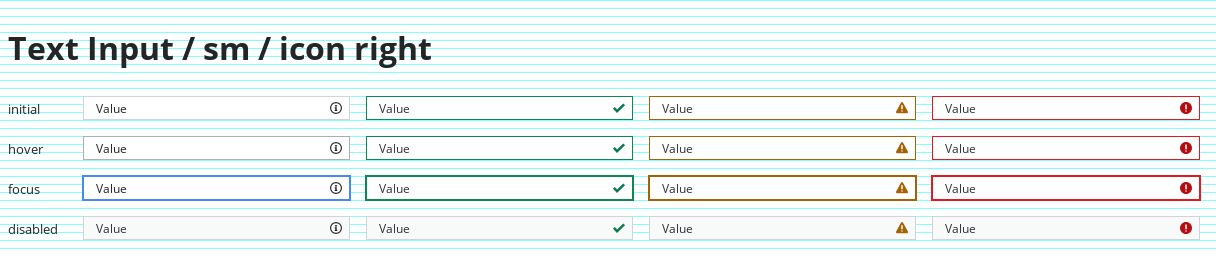 Text Input / sm / icon right
initial Value Value Value Value
hover Value Value Value Value
focus Value Value Value Value
disabled Value Value Value Value